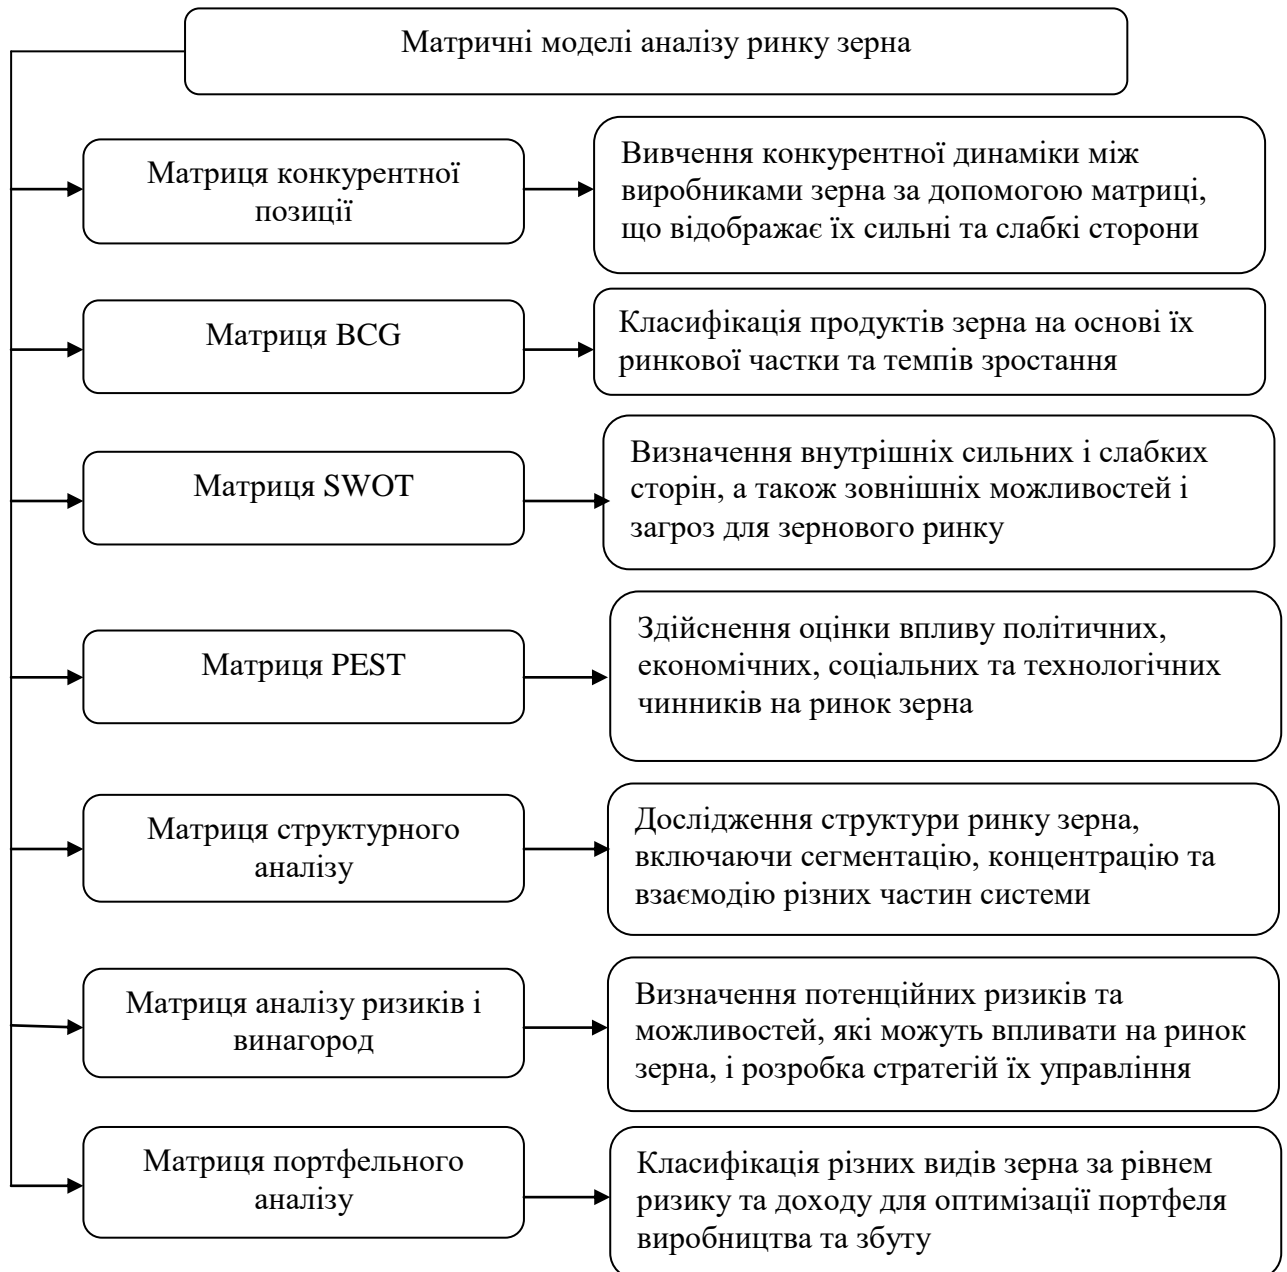 Матричні моделі аналізу ринку зерна
Матриця конкурентної
позиції
Вивчення конкурентної динаміки між
виробниками зерна за допомогою матриці,
що відображає їх сильні та слабкі сторони
Матриця BCG
Класифікація продуктів зерна на основі їх
ринкової частки та темпів зростання
Матриця SWOT
Визначення внутрішніх сильних і слабких
сторін, а також зовнішніх можливостей і
загроз для зернового ринку
Матриця PEST
Здійснення оцінки впливу політичних,
економічних, соціальних та технологічних
чинників на ринок зерна
Матриця структурного
аналізу
Дослідження структури ринку зерна,
включаючи сегментацію, концентрацію та
взаємодію різних частин системи
Матриця аналізу ризиків і
винагород
Визначення потенційних ризиків та
можливостей, які можуть впливати на ринок
зерна, і розробка стратегій їх управління
Матриця портфельного
аналізу
Класифікація різних видів зерна за рівнем
ризику та доходу для оптимізації портфеля
виробництва та збуту